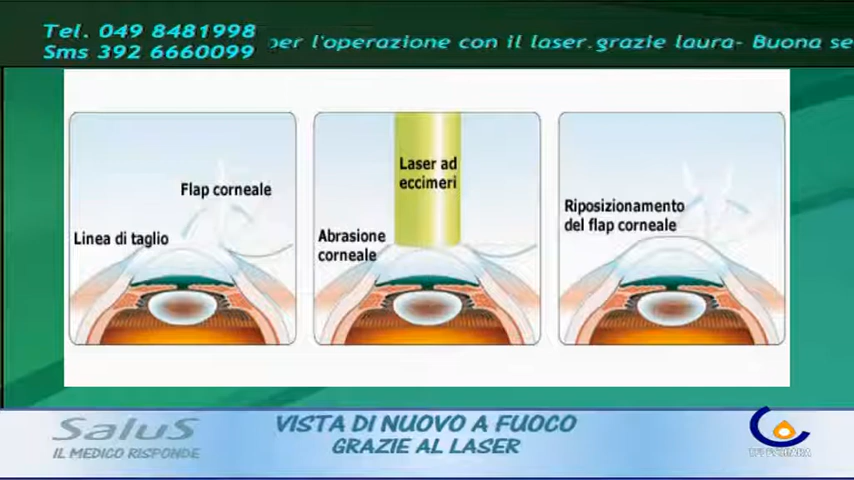 Tel. 049 8481998
Sms 392 6660099
per l'operazione con il laser.grazie laura- Buona se
Flap corneale
Linea di taglio
Laser ad
eccimeri
Abrasione
corneale
Riposizionamento
del flap corneale
SaluS
IL MEDICO RISPONDE
VISTA DI NUOVO A FUOCO
GRAZIE AL LASER
TELECHIARA